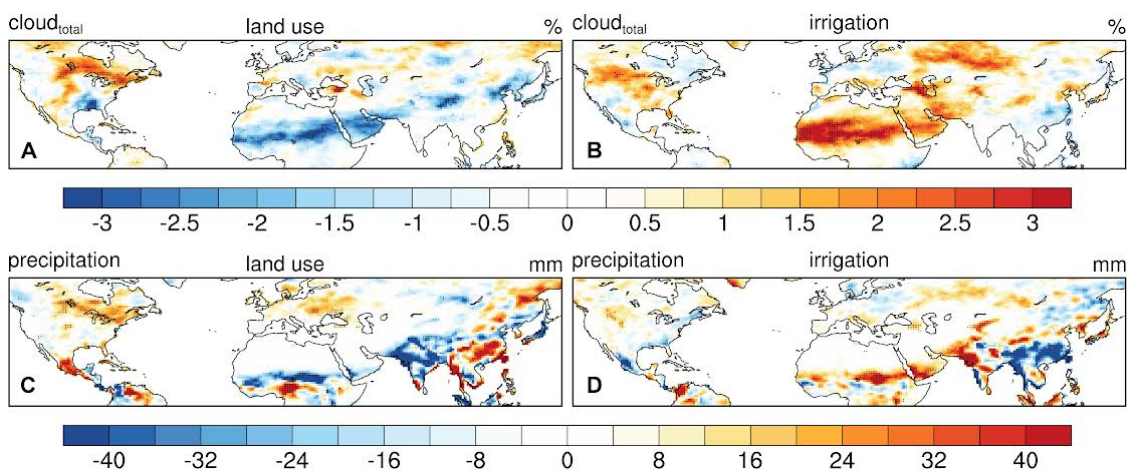 cloudtotal land use % cloudtotal irrigation %
A B
-3 -2.5 -2 -1.5 -1 -0.5 0 0.5 1 1.5 2 2.5 3
precipitation land use mm precipitation irrigation mm
C D
-40 -32 -24 -16 -8 0 8 16 24 32 40